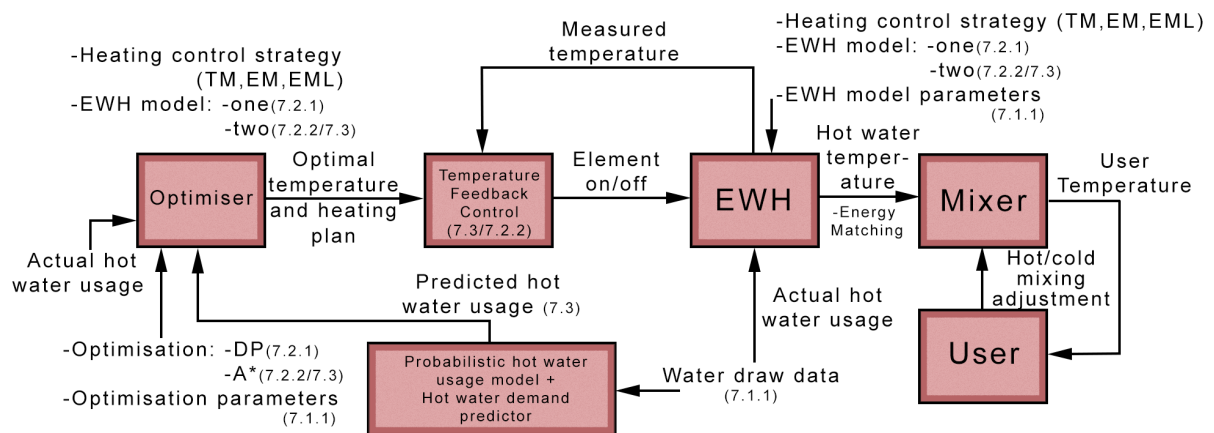 -Heating control strategy
(TM,EM,EML)
-EWH model: -one(7.2.1)
-two(7.2.2/7.3)
Measured
temperature
-Heating control strategy (TM,EM,EML)
-EWH model: -one(7.2.1)
-two(7.2.2/7.3)
-EWH model parameters
(7.1.1)
Optimiser
Optimal
temperature
and heating
plan
Temperature
Feedback
Control
(7.3/7.2.2)
Element
on/off
EWH
Hot water
temper-
ature
-Energy
Matching
Mixer
User
Temperature
Actual hot
water usage
Predicted hot
water usage (7.3)
Actual hot
water usage
Hot/cold
mixing
adjustment
User
-Optimisation: -DP(7.2.1)
-A*(7.2.2/7.3)
-Optimisation parameters
(7.1.1)
Probabilistic hot water
usage model +
Hot water demand
predictor
Water draw data
(7.1.1)